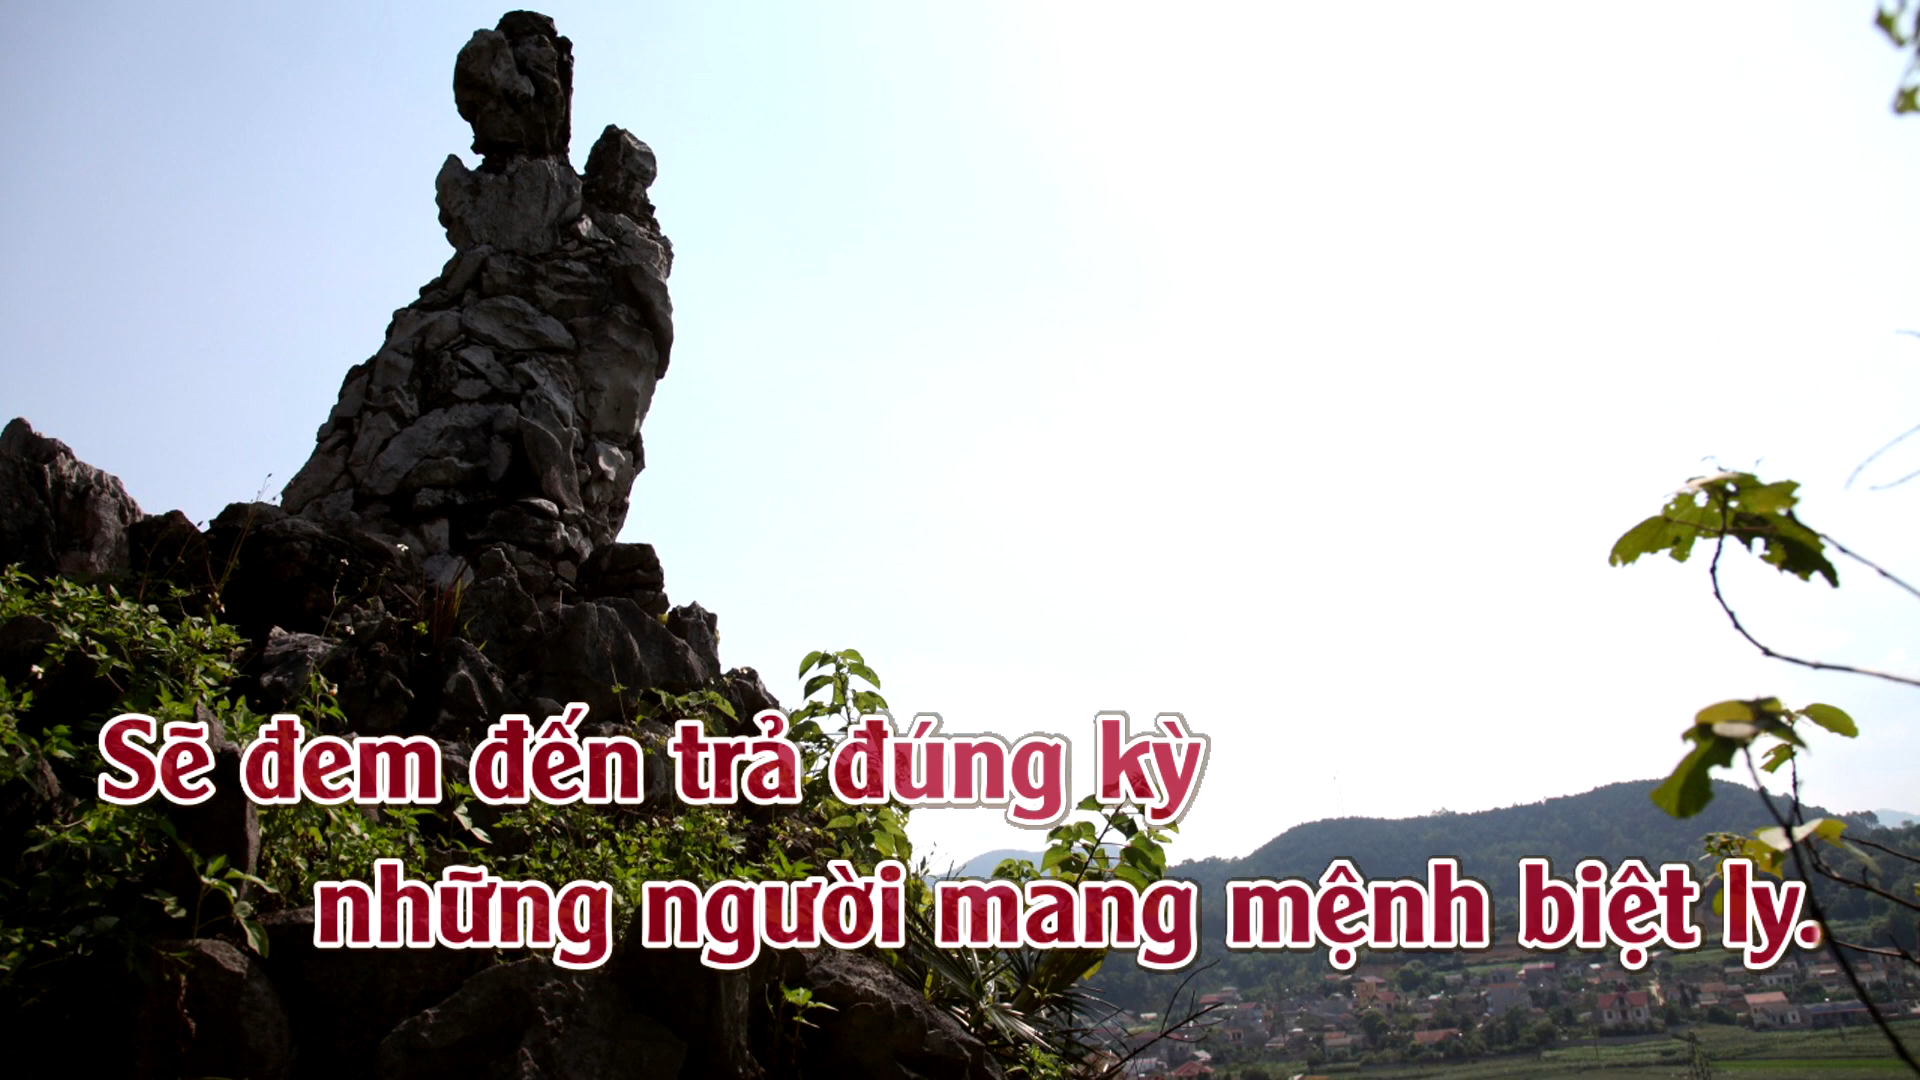 Sẽ đem đến trả đúng kỳ
những người mang mệnh biệt ly.